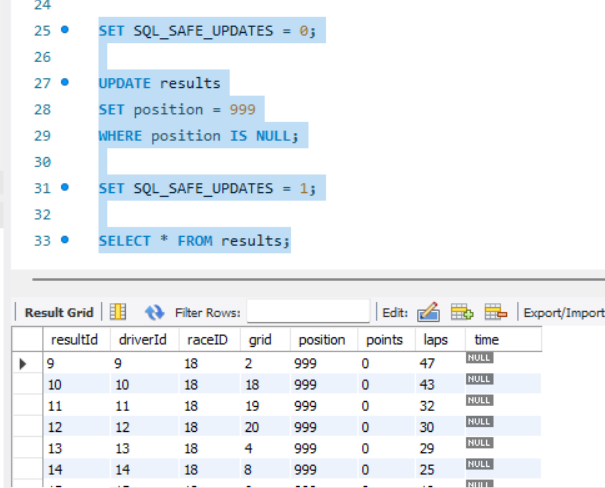 24
25 SET SQL_SAFE_UPDATES = 0;
26
27 UPDATE results
28 SET position = 999
29 WHERE position IS NULL;
30
31 SET SQL_SAFE_UPDATES = 1;
32
33 SELECT * FROM results;
Result Grid Filter Rows: Edit: Export/Import
resultId driverId raceID grid position points laps time
9 9 18 2 999 0 47 NULL
10 10 18 18 999 0 43 NULL
11 11 18 19 999 0 32 NULL
12 12 18 20 999 0 30 NULL
13 13 18 4 999 0 29 NULL
14 14 18 8 999 0 25 NULL
NULL